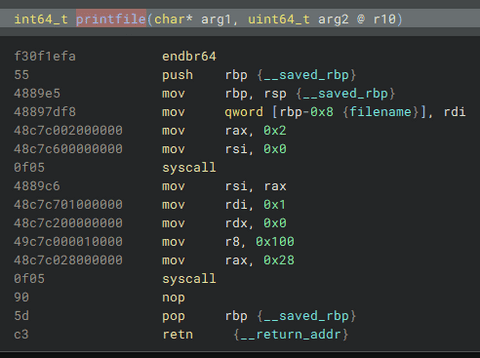 int64_t printfile(char* arg1, uint64_t arg2 @ r10)
f30f1efa endbr64
55 push rbp {__saved_rbp}
4889e5 mov rbp, rsp {__saved_rbp}
48897df8 mov qword [rbp-0x8 {filename}], rdi
48c7c002000000 mov rax, 0x2
48c7c600000000 mov rsi, 0x0
0f05 syscall
4889c6 mov rsi, rax
48c7c701000000 mov rdi, 0x1
48c7c200000000 mov rdx, 0x0
49c7c000010000 mov r8, 0x100
48c7c028000000 mov rax, 0x28
0f05 syscall
90 nop
5d pop rbp {__saved_rbp}
c3 retn {__return_addr}